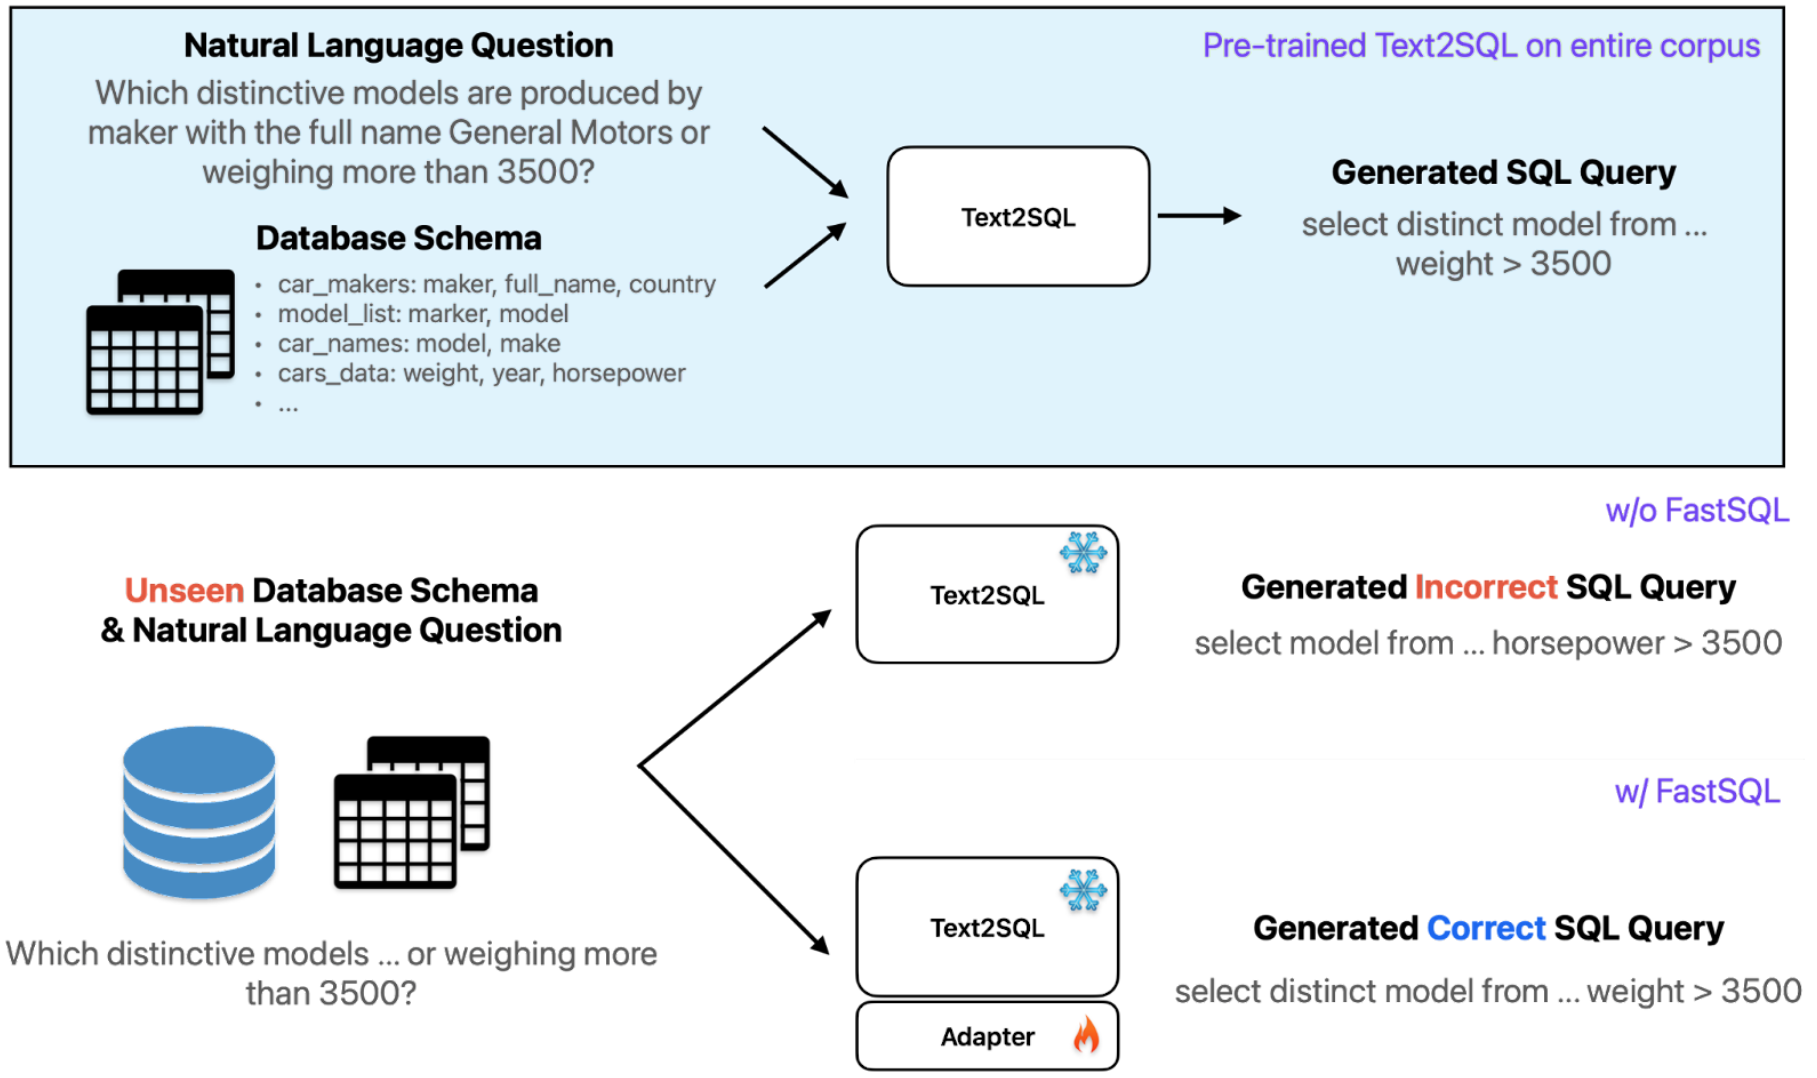 Natural Language Question
Pre-trained Text2SQL on entire corpus
Which distinctive models are produced by
maker with the full name General Motors or
weighing more than 3500?
Database Schema
• car_makers: maker, full_name, country
• model_list: marker, model
• car_names: model, make
• cars_data: weight, year, horsepower
• ...
Text2SQL
Generated SQL Query
select distinct model from ...
weight > 3500
w/o FastSQL
Unseen Database Schema
& Natural Language Question
Which distinctive models ... or weighing more
than 3500?
Text2SQL
Generated Incorrect SQL Query
select model from ... horsepower > 3500
w/ FastSQL
Text2SQL
Adapter
Generated Correct SQL Query
select distinct model from ... weight > 3500